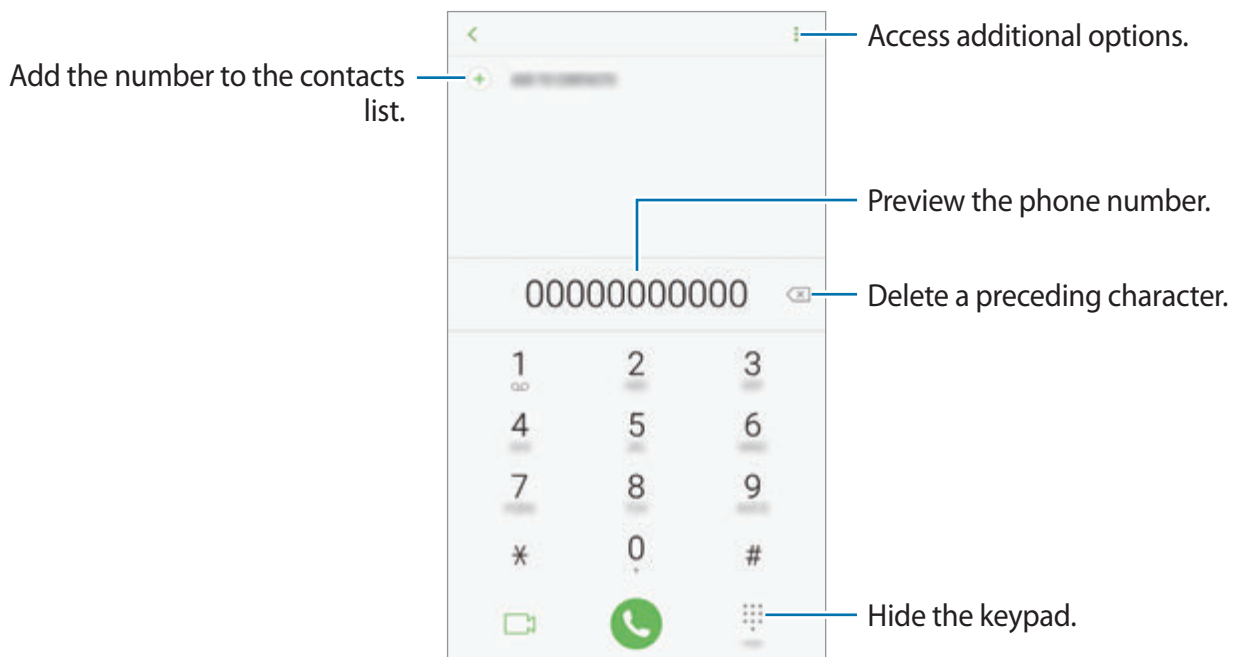 Access additional options.
Add the number to the contacts
list.
Preview the phone number.
00000000000
Delete a preceding character.
1 2 3
4 5 6
7 8 9
* 0 #
+
Hide the keypad.